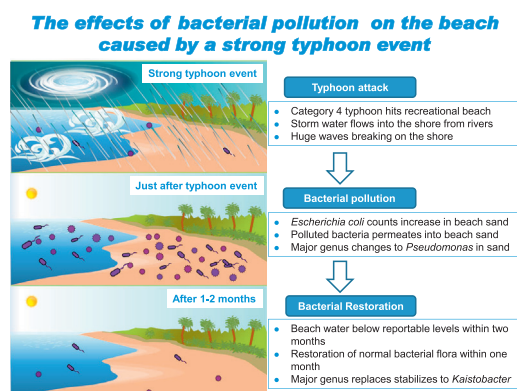 The effects of bacterial pollution on the beach
caused by a strong typhoon event
Strong typhoon event
Typhoon attack
● Category 4 typhoon hits recreational beach
● Storm water flows into the shore from rivers
● Huge waves breaking on the shore
Just after typhoon event
Bacterial pollution
● Escherichia coli counts increase in beach sand
● Polluted bacteria permeates into beach sand
● Major genus changes to Pseudomonas in sand
After 1-2 months
Bacterial Restoration
● Beach water below reportable levels within two
months
● Restoration of normal bacterial flora within one
month
● Major genus replaces stabilizes to Kaistobacter